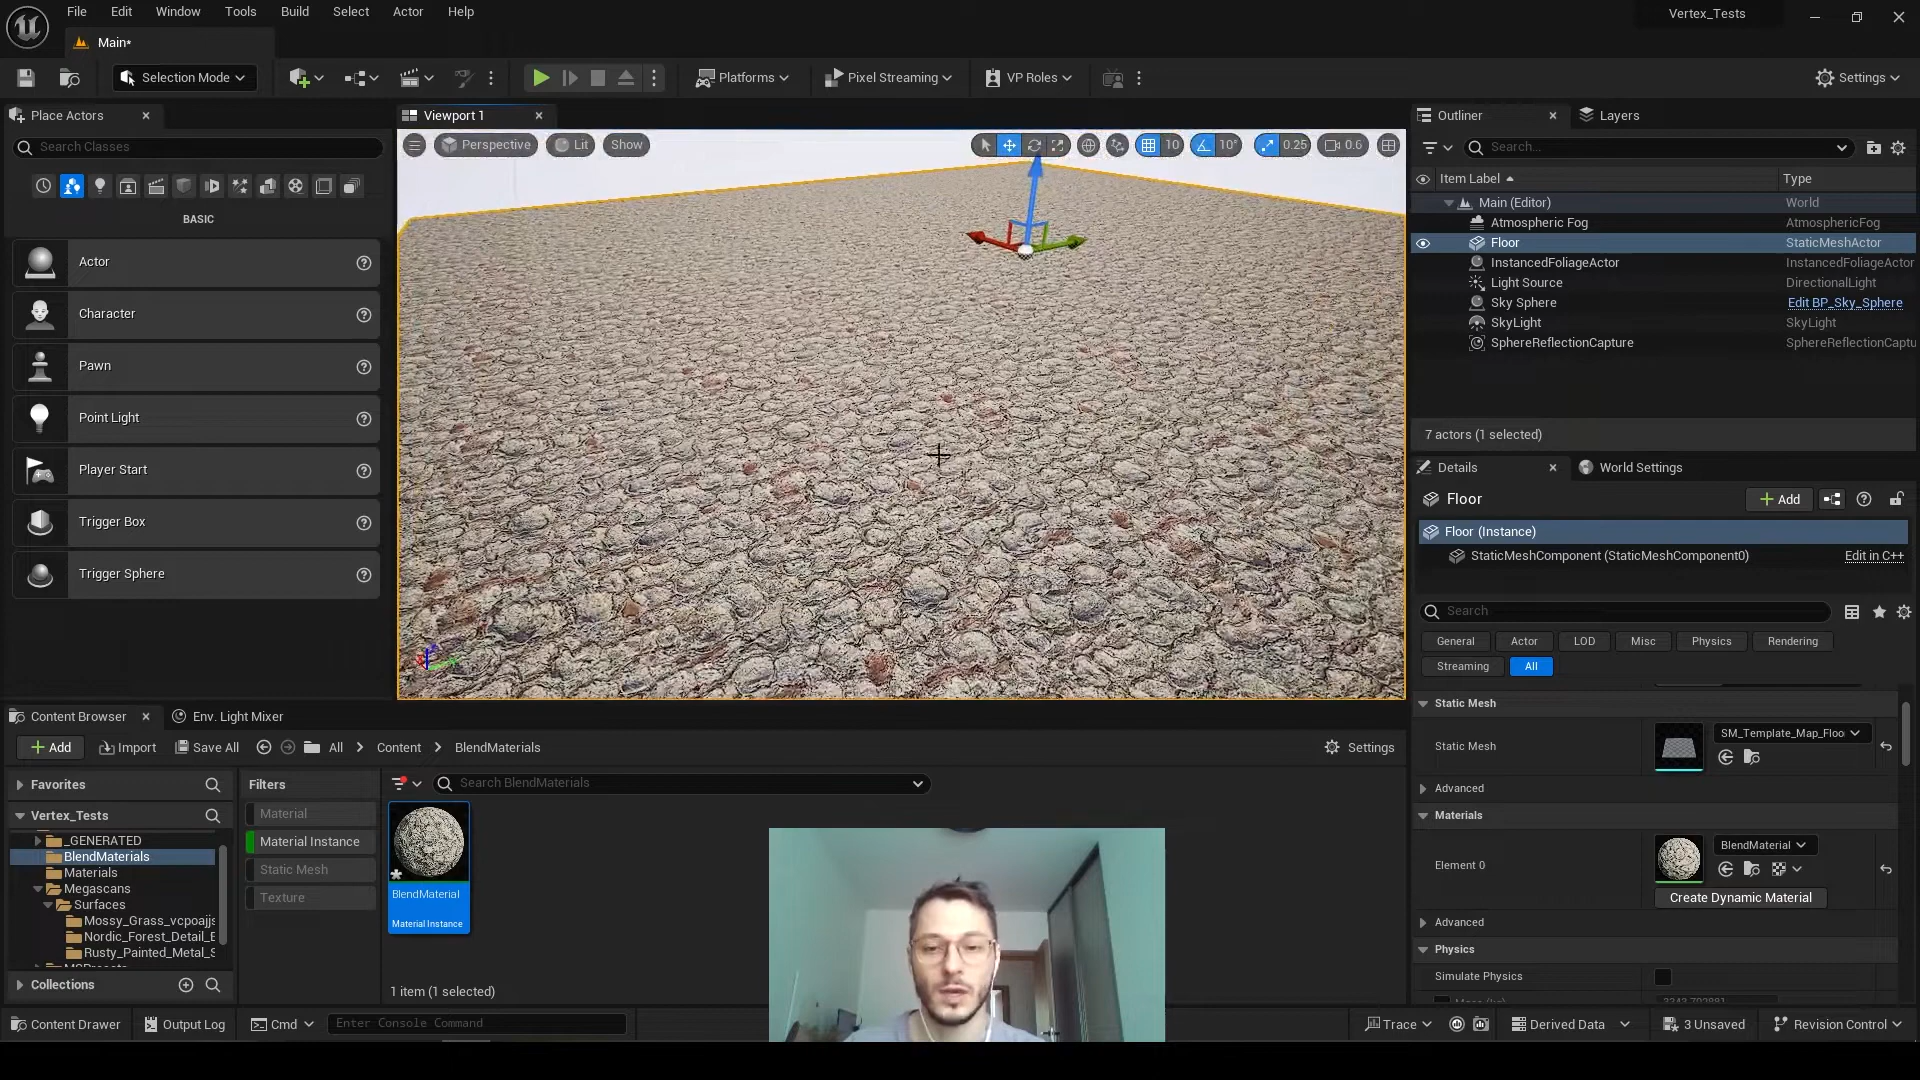 File Edit Window Tools Build Select Actor Help
Vertex_Tests
Main*
Selection Mode
Platforms
Pixel Streaming
VP Roles
Settings
Place Actors
Search Classes
BASIC
Actor
Character
Pawn
Point Light
Player Start
Trigger Box
Trigger Sphere
Viewport 1
Perspective Lit Show
10 10° 0.25 0.6
Outliner Layers
Search...
Item Label Type
Main (Editor) World
Atmospheric Fog AtmosphericFog
Floor StaticMeshActor
InstancedFoliageActor InstancedFoliageActor
Light Source DirectionalLight
Sky Sphere Edit BP_Sky_Sphere
SkyLight SkyLight
SphereReflectionCapture SphereReflectionCaptu
7 actors (1 selected)
Details World Settings
Floor
Add
Floor (Instance)
StaticMeshComponent (StaticMeshComponent0) Edit in C++
Search
General Actor LOD Misc Physics Rendering
Streaming All
Static Mesh
Static Mesh
SM_Template_Map_Floo
Advanced
Materials
Element 0
BlendMaterial
Create Dynamic Material
Advanced
Physics
Simulate Physics
Content Browser Env. Light Mixer
Add Import Save All All Content BlendMaterials Settings
Favorites
Vertex_Tests
_GENERATED
BlendMaterials
Materials
Megascans
Surfaces
Mossy_Grass_vcpoajjs
Nordic_Forest_Detail_E
Rusty_Painted_Metal_S
Collections
Filters
Material
Material Instance
Static Mesh
Texture
Search BlendMaterials
BlendMaterial
Material Instance
1 item (1 selected)
Content Drawer Output Log Cmd Enter Console Command
Trace Derived Data 3 Unsaved Revision Control